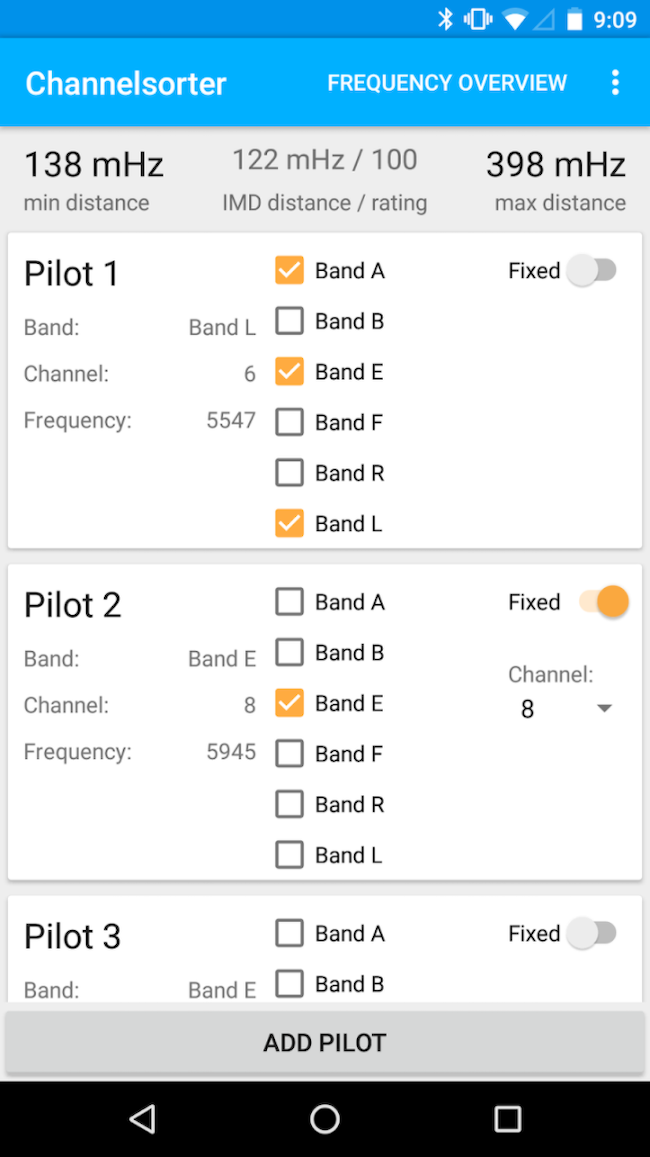 9:09
Channelsorter FREQUENCY OVERVIEW
138 mHz 122 mHz / 100 398 mHz
min distance IMD distance / rating max distance
Pilot 1
Band: Band L
Channel: 6
Frequency: 5547
Band A
Band B
Band E
Band F
Band R
Band L
Fixed
Pilot 2
Band: Band E
Channel: 8
Frequency: 5945
Band A
Band B
Band E
Band F
Band R
Band L
Fixed
Channel:
8
Pilot 3
Band: Band E
Band A
Band B
Fixed
ADD PILOT